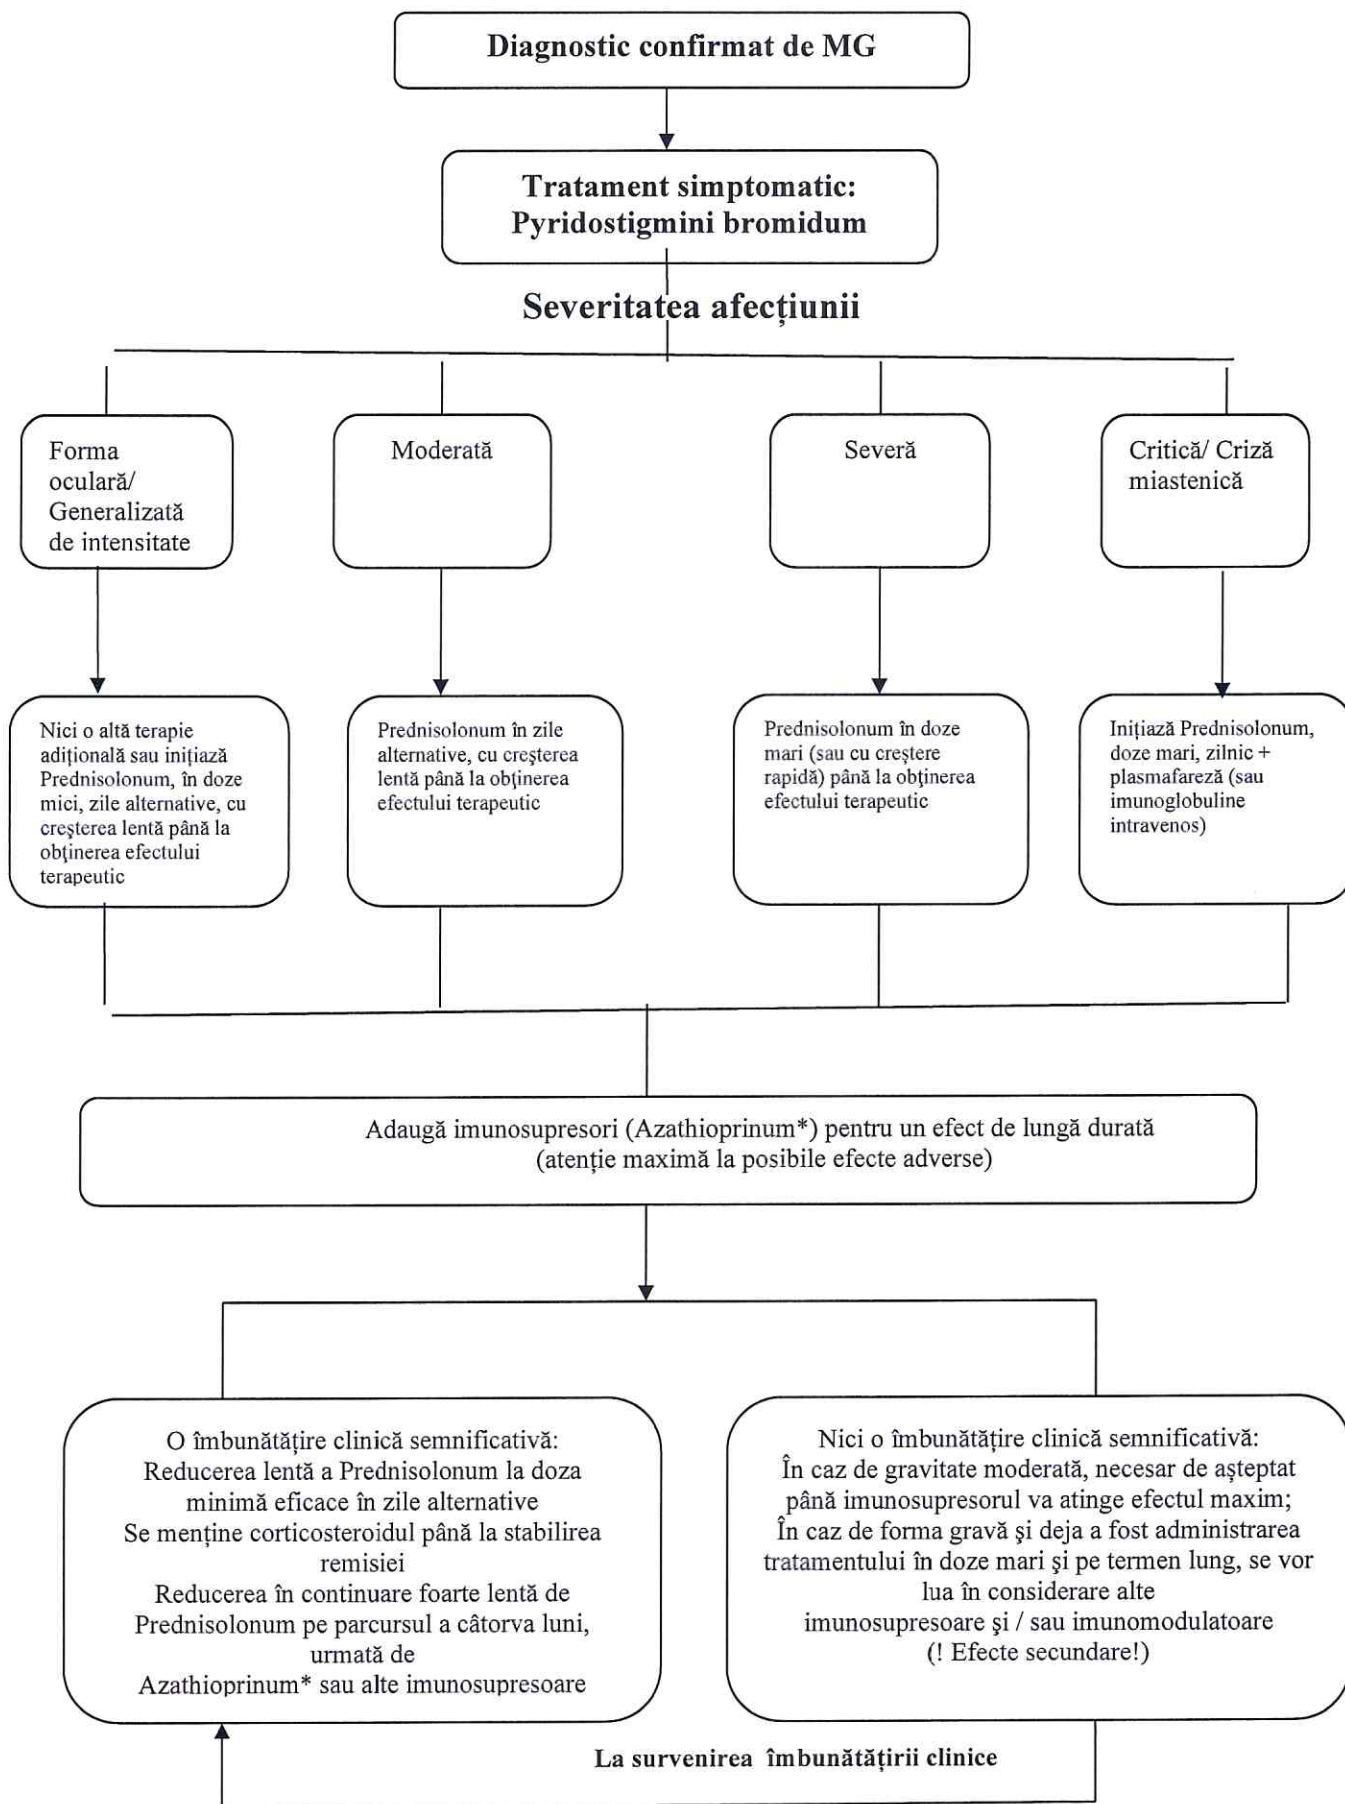 Diagnostic confirmat de MG
Tratament simptomatic:
Pyridostigmini bromidum
Severitatea afecțiunii
Forma
oculară/
Generalizată
de intensitate
Moderată
Severă
Critică/ Criză
miastenică
Nici o altă terapie
adițională sau inițiază
Prednisolonum, în doze
mici, zile alternative, cu
creşterea lentă până la
obținerea efectului
terapeutic
Prednisolonum în zile
alternative, cu creşterea
lentă până la obținerea
efectului terapeutic
Prednisolonum în doze
mari (sau cu creştere
rapidă) până la obținerea
efectului terapeutic
Inițiază Prednisolonum,
doze mari, zilnic +
plasmafareză (sau
imunoglobuline
intravenos)
Adaugă imunosupresori (Azathioprinum*) pentru un efect de lungă durată
(atenție maximă la posibile efecte adverse)
O îmbunătățire clinică semnificativă:
Reducerea lentă a Prednisolonum la doza
minimă eficace în zile alternative
Se menține corticosteroidul până la stabilirea
remisiei
Reducerea în continuare foarte lentă de
Prednisolonum pe parcursul a câtorva luni,
urmată de
Azathioprinum* sau alte imunosupresoare
Nici o îmbunătățire clinică semnificativă:
În caz de gravitate moderată, necesar de așteptat
până imunosupresorul va atinge efectul maxim;
În caz de forma gravă şi deja a fost administrarea
tratamentului în doze mari şi pe termen lung, se vor
lua în considerare alte
imunosupresoare şi / sau imunomodulatoare
(! Efecte secundare!)
La survenirea îmbunătățirii clinice